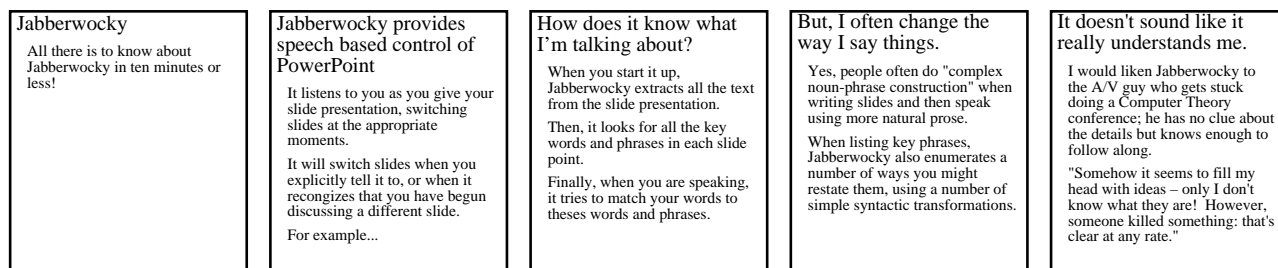 Jabberwocky
All there is to know about
Jabberwocky in ten minutes or
less!
Jabberwocky provides
speech based control of
PowerPoint
It listens to you as you give your
slide presentation, switching
slides at the appropriate
moments.
It will switch slides when you
explicitly tell it to, or when it
recongizes that you have begun
discussing a different slide.
For example...
How does it know what
I'm talking about?
When you start it up,
Jabberwocky extracts all the text
from the slide presentation.
Then, it looks for all the key
words and phrases in each slide
point.
Finally, when you are speaking,
it tries to match your words to
theses words and phrases.
But, I often change the
way I say things.
Yes, people often do "complex
noun-phrase construction" when
writing slides and then speak
using more natural prose.
When listing key phrases,
Jabberwocky also enumerates a
number of ways you might
restate them, using a number of
simple syntactic transformations.
It doesn't sound like it
really understands me.
I would liken Jabberwocky to
the A/V guy who gets stuck
doing a Computer Theory
conference; he has no clue about
the details but knows enough to
follow along.
"Somehow it seems to fill my
head with ideas – only I don't
know what they are!  However,
someone killed something: that's
clear at any rate."